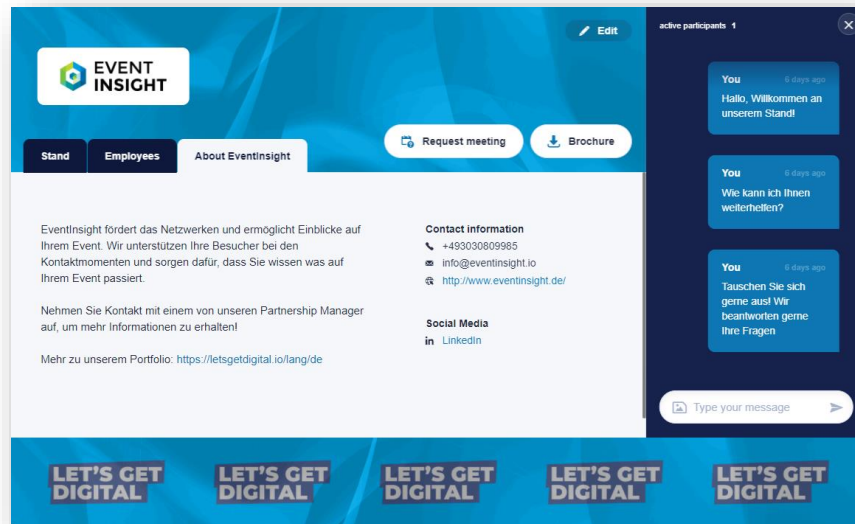 Edit
EVENT
INSIGHT
Stand
Employees
About EventInsight
Request meeting
Brochure
EventInsight fördert das Netzwerken und ermöglicht Einblicke auf
Ihrem Event. Wir unterstützen Ihre Besucher bei den
Kontaktmomenten und sorgen dafür, dass Sie wissen was auf
Ihrem Event passiert.
Nehmen Sie Kontakt mit einem von unseren Partnership Manager
auf, um mehr Informationen zu erhalten!
Mehr zu unserem Portfolio: https://letsgetdigital.io/lang/de
Contact information
+493030809985
info@eventinsight.io
http://www.eventinsight.de/
Social Media
in LinkedIn
active participants 1
You 6 days ago
Hallo, Willkommen an
unserem Stand!
You 6 days ago
Wie kann ich Ihnen
weiterhelfen?
You 6 days ago
Tauschen Sie sich
gerne aus! Wir
beantworten gerne
Ihre Fragen
Type your message
LET'S GET
DIGITAL
LET'S GET
DIGITAL
LET'S GET
DIGITAL
LET'S GET
DIGITAL
LET'S GET
DIGITAL